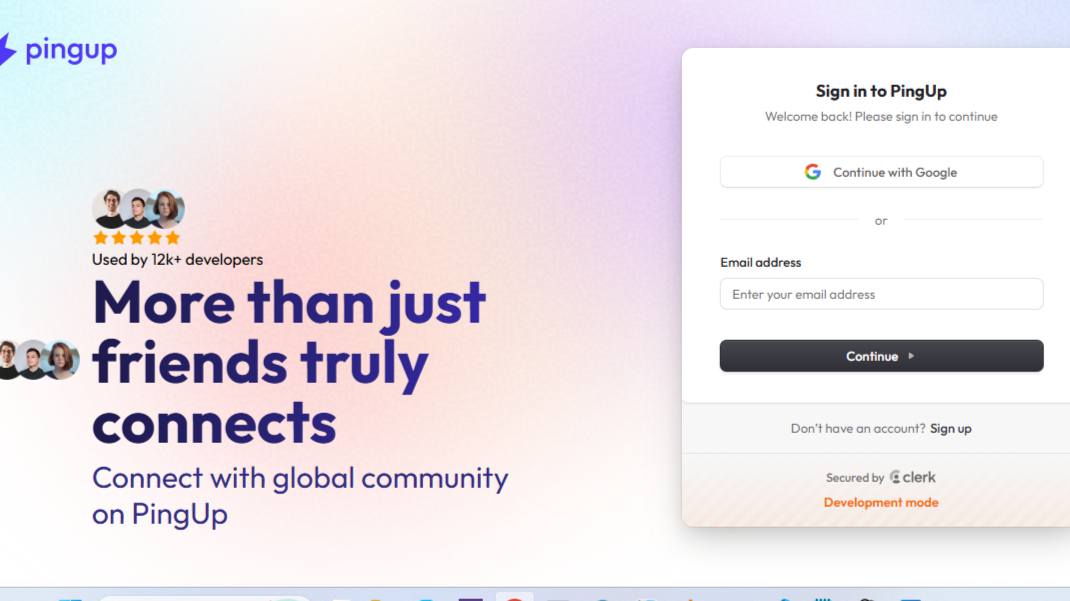 pingup
Used by 12k+ developers
More than just
friends truly
connects
Connect with global community
on PingUp
Sign in to PingUp
Welcome back! Please sign in to continue
Continue with Google
or
Email address
Enter your email address
Continue
Don't have an account? Sign up
Secured by clerk
Development mode